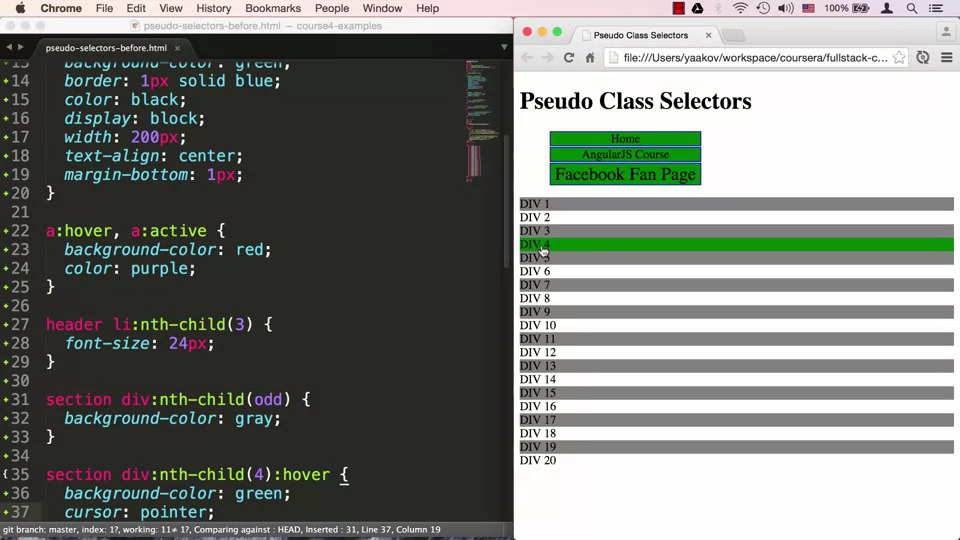 Chrome File Edit View History Bookmarks People Window Help 100%
pseudo-selectors-before.html — course4-examples
pseudo-selectors-before.html
13 background-color: green;
14 border: 1px solid blue;
15 color: black;
16 display: block;
17 width: 200px;
18 text-align: center;
19 margin-bottom: 1px;
20 }
21
22 a:hover, a:active {
23 background-color: red;
24 color: purple;
25 }
26
27 header li:nth-child(3) {
28 font-size: 24px;
29 }
30
31 section div:nth-child(odd) {
32 background-color: gray;
33 }
34
35 section div:nth-child(4):hover {
36 background-color: green;
37 cursor: pointer;
git branch: master, index: 1?, working: 11≠ 1?, Comparing against : HEAD, Inserted : 31, Line 37, Column 19
Pseudo Class Selectors
file:///Users/yaakov/workspace/coursera/fullstack-c...
Pseudo Class Selectors
Home
AngularJS Course
Facebook Fan Page
DIV 1
DIV 2
DIV 3
DIV 4
DIV 5
DIV 6
DIV 7
DIV 8
DIV 9
DIV 10
DIV 11
DIV 12
DIV 13
DIV 14
DIV 15
DIV 16
DIV 17
DIV 18
DIV 19
DIV 20